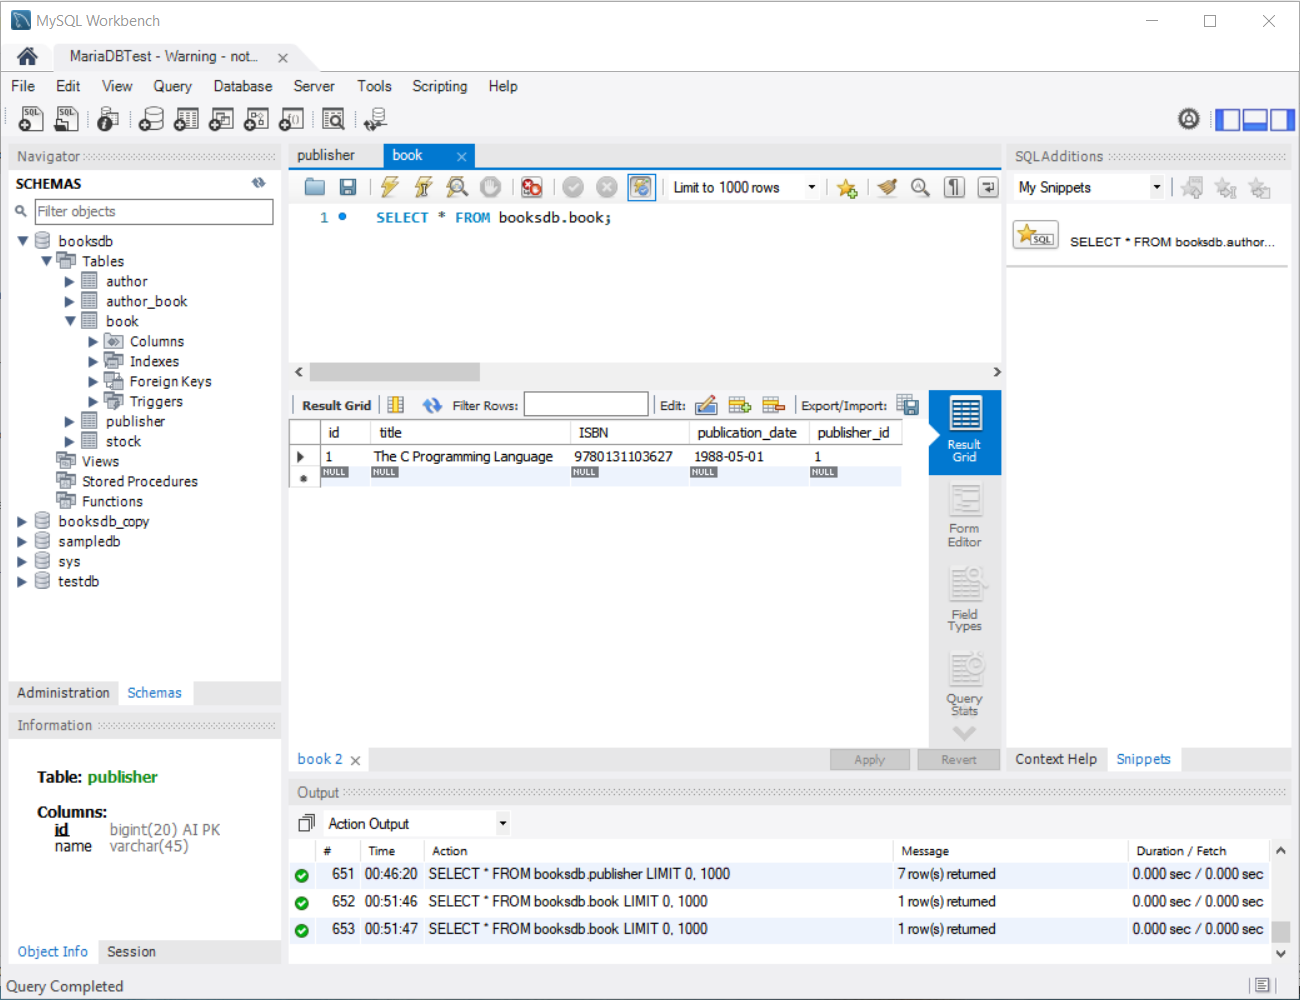 MySQL Workbench
MariaDBTest - Warning - not...
File Edit View Query Database Server Tools Scripting Help
SQL SQL
Navigator
SCHEMAS
Filter objects
booksdb
Tables
author
author_book
book
Columns
Indexes
Foreign Keys
Triggers
publisher
stock
Views
Stored Procedures
Functions
booksdb_copy
sampledb
sys
testdb
Administration Schemas
Information
Table: publisher
Columns:
id bigint(20) AI PK
name varchar(45)
Object Info Session
publisher book
Limit to 1000 rows
1 SELECT * FROM booksdb.book;
Result Grid Filter Rows: Edit: Export/Import:
id title ISBN publication_date publisher_id
1 The C Programming Language 9780131103627 1988-05-01 1
NULL NULL NULL NULL NULL
Result
Grid
Form
Editor
Field
Types
Query
Stats
book 2 Apply Revert
SQLAdditions
My Snippets
SQL SELECT * FROM booksdb.author...
Context Help Snippets
Output
Action Output
# Time Action Message Duration / Fetch
651 00:46:20 SELECT * FROM booksdb.publisher LIMIT 0, 1000 7 row(s) returned 0.000 sec / 0.000 sec
652 00:51:46 SELECT * FROM booksdb.book LIMIT 0, 1000 1 row(s) returned 0.000 sec / 0.000 sec
653 00:51:47 SELECT * FROM booksdb.book LIMIT 0, 1000 1 row(s) returned 0.000 sec / 0.000 sec
Query Completed